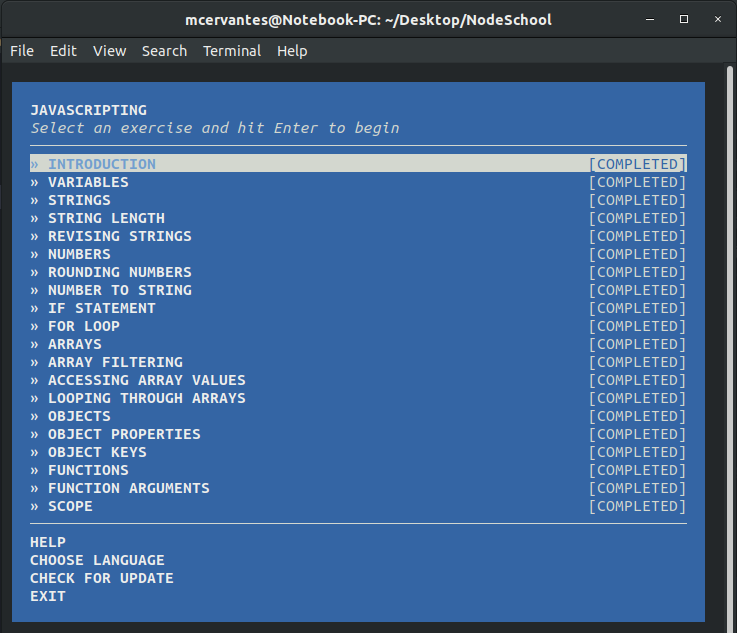 mcervantes@Notebook-PC: ~/Desktop/NodeSchool
File Edit View Search Terminal Help
JAVASCRIPTING
Select an exercise and hit Enter to begin
» INTRODUCTION [COMPLETED]
» VARIABLES [COMPLETED]
» STRINGS [COMPLETED]
» STRING LENGTH [COMPLETED]
» REVISING STRINGS [COMPLETED]
» NUMBERS [COMPLETED]
» ROUNDING NUMBERS [COMPLETED]
» NUMBER TO STRING [COMPLETED]
» IF STATEMENT [COMPLETED]
» FOR LOOP [COMPLETED]
» ARRAYS [COMPLETED]
» ARRAY FILTERING [COMPLETED]
» ACCESSING ARRAY VALUES [COMPLETED]
» LOOPING THROUGH ARRAYS [COMPLETED]
» OBJECTS [COMPLETED]
» OBJECT PROPERTIES [COMPLETED]
» OBJECT KEYS [COMPLETED]
» FUNCTIONS [COMPLETED]
» FUNCTION ARGUMENTS [COMPLETED]
» SCOPE [COMPLETED]
HELP
CHOOSE LANGUAGE
CHECK FOR UPDATE
EXIT